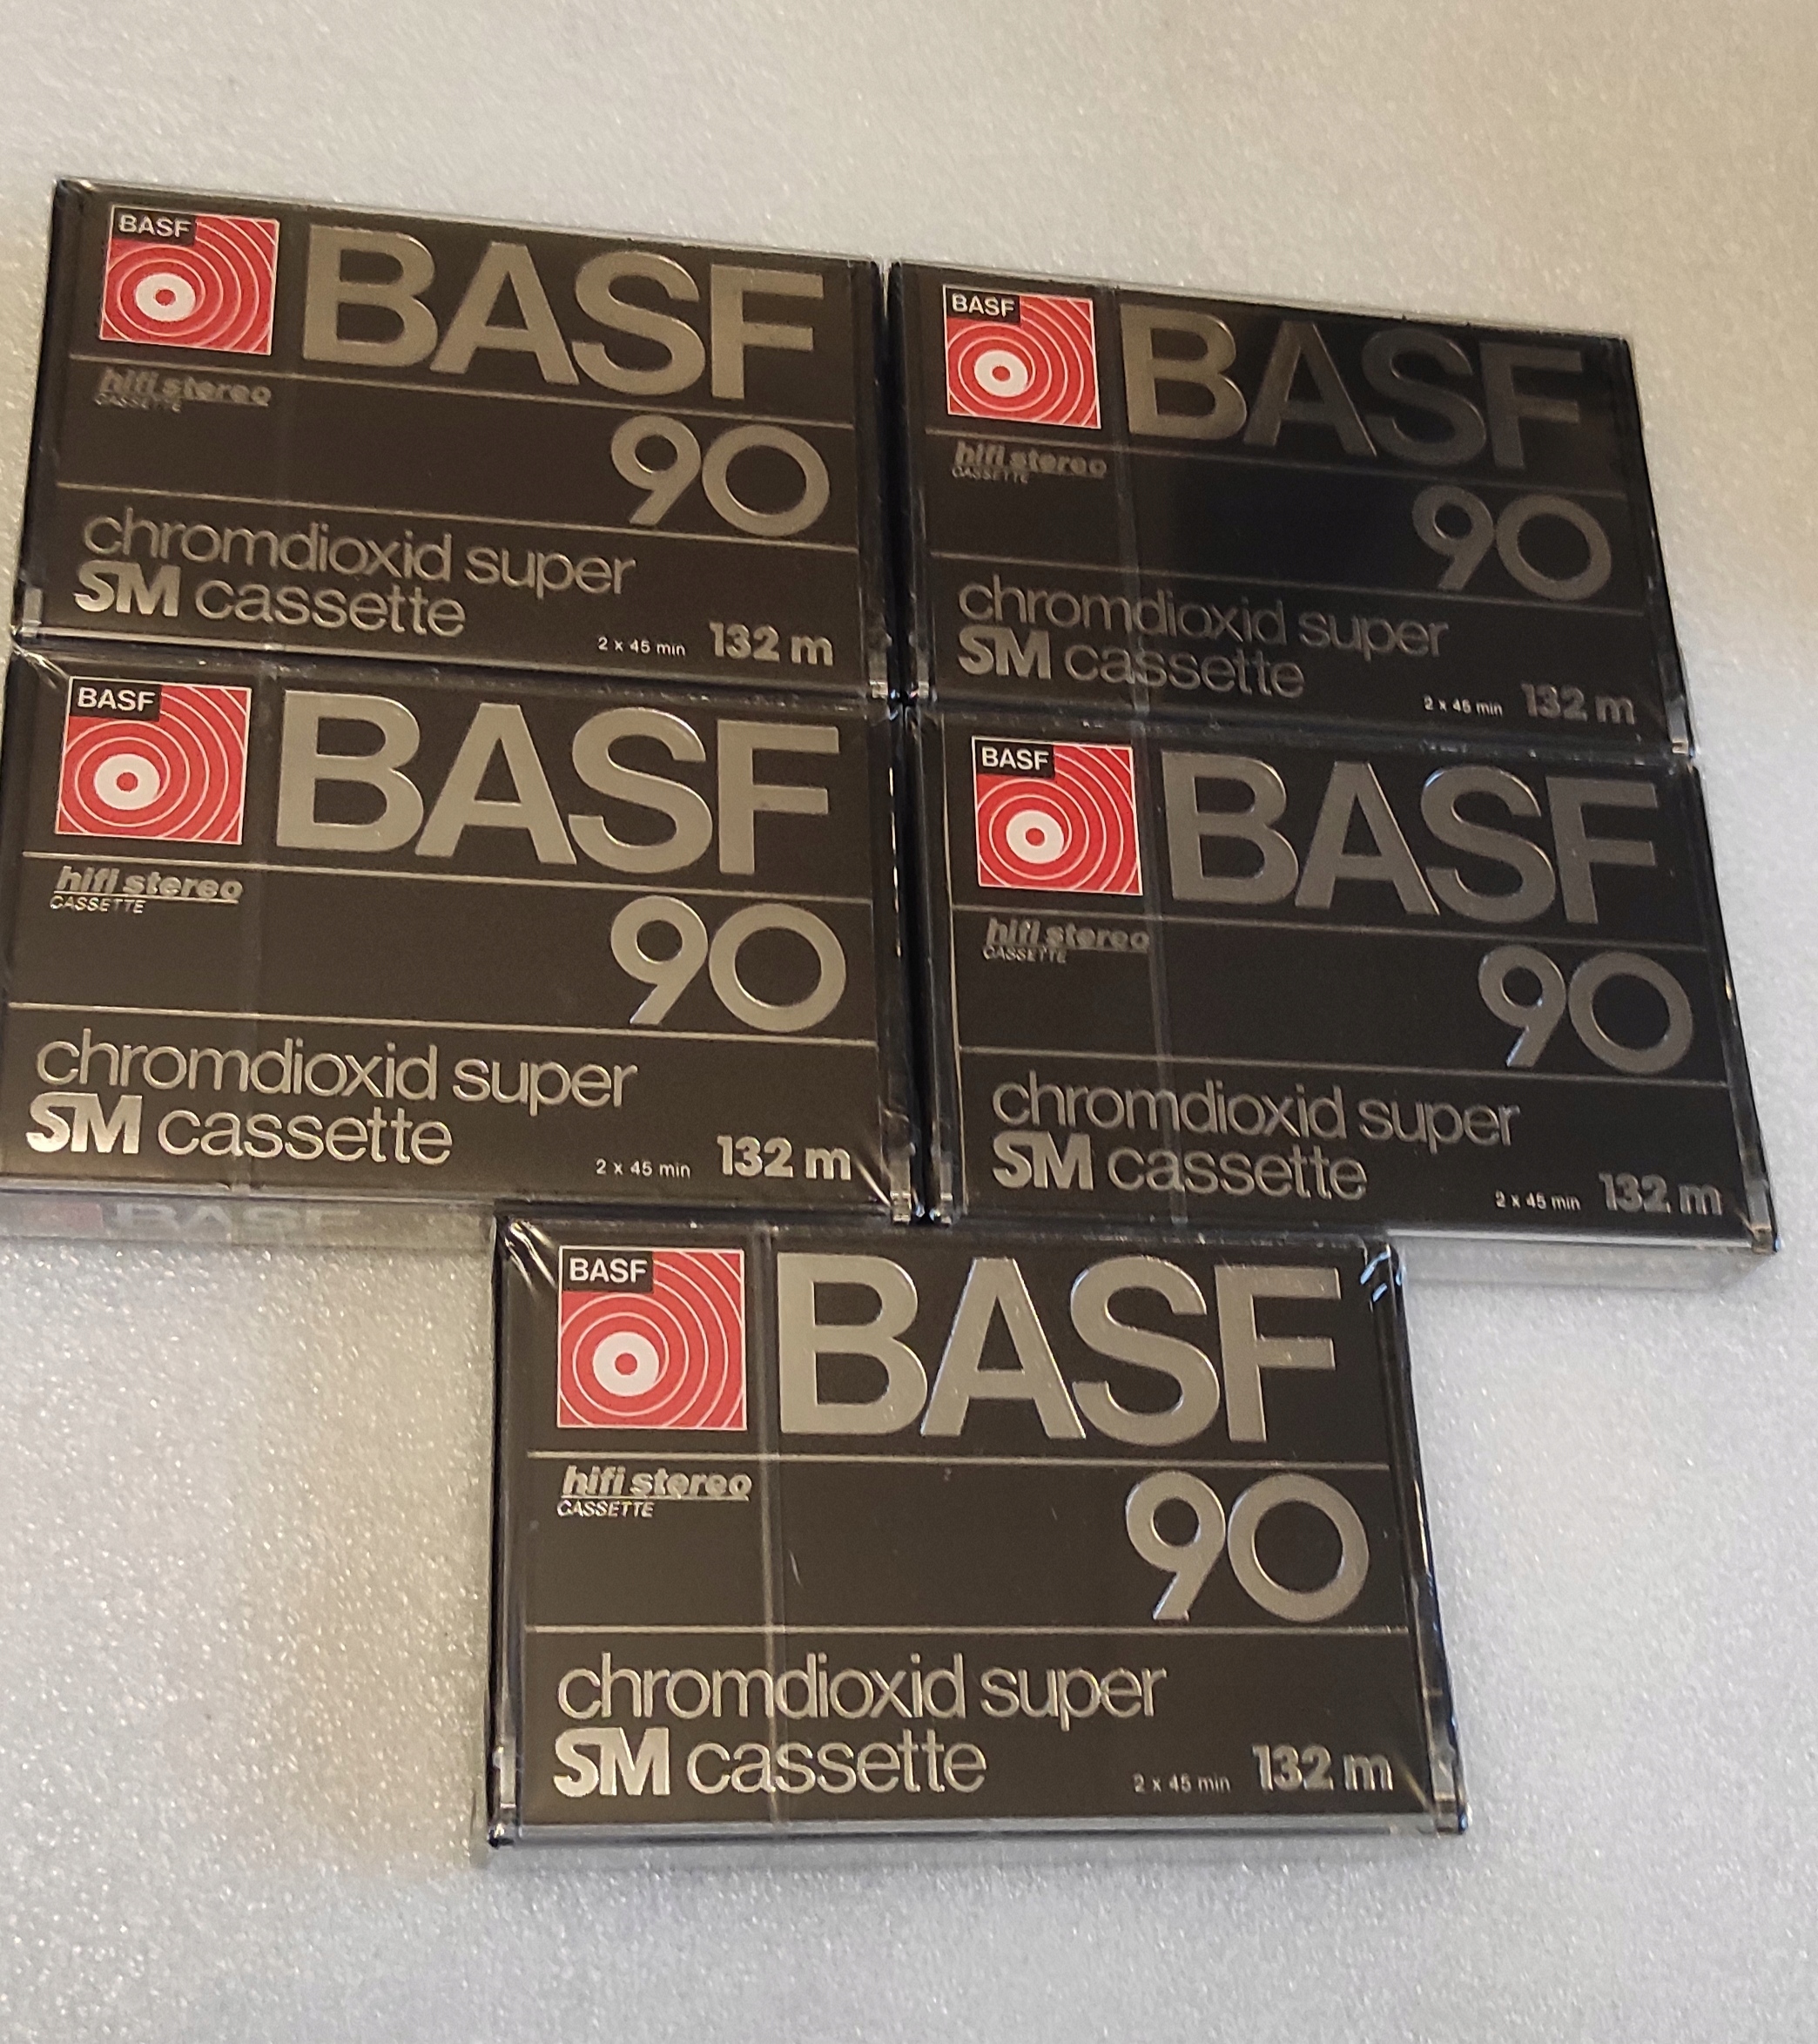 BASF
BASF
hifi stereo
CASSETTE
90
chromdioxid super
SM cassette
2 x 45 min 132 m
BASF
BASF
hifi stereo
CASSETTE
90
chromdioxid super
SM cassette
2 x 45 min 132 m
BASF
BASF
hifi stereo
CASSETTE
90
chromdioxid super
SM cassette
2 x 45 min 132 m
BASF
BASF
hifi stereo
CASSETTE
90
chromdioxid super
SM cassette
2 x 45 min 132 m
BASF
BASF
hifi stereo
CASSETTE
90
chromdioxid super
SM cassette
2 x 45 min 132 m